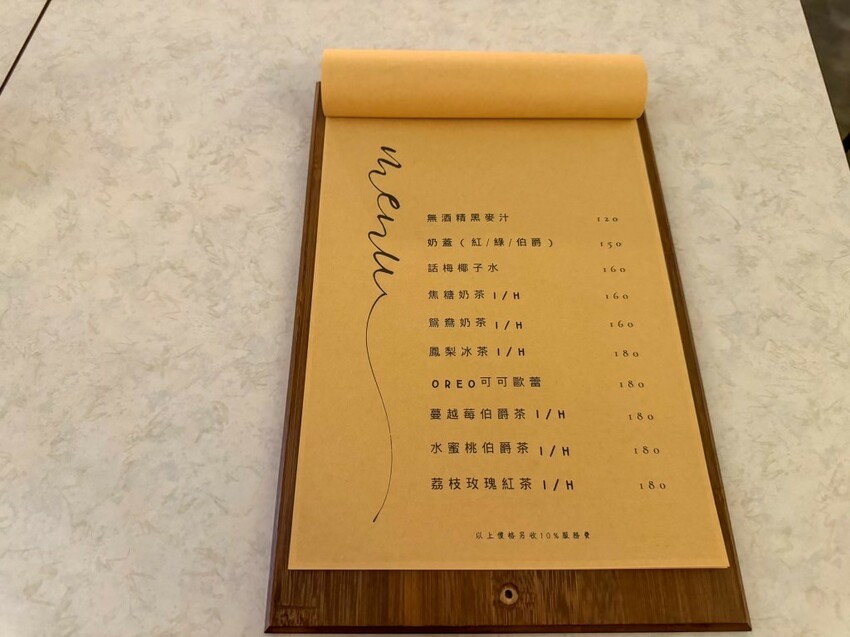 menu
無酒精黑麥汁 120
奶蓋(紅/綠/伯爵) 150
話梅椰子水 160
焦糖奶茶 I/H 160
鴛鴦奶茶 I/H 160
鳳梨冰茶 I/H 180
OREO可可歐蕾 180
蔓越莓伯爵茶 I/H 180
水蜜桃伯爵茶 I/H 180
荔枝玫瑰紅茶 I/H 180
以上價格另收10%服務費